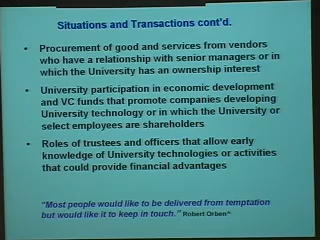 Situations and Transactions cont'd.
• Procurement of good and services from vendors
who have a relationship with senior managers or in
which the University has an ownership interest
• University participation in economic development
and VC funds that promote companies developing
University technology or in which the University or
select employees are shareholders
• Roles of trustees and officers that allow early
knowledge of University technologies or activities
that could provide financial advantages
"Most people would like to be delivered from temptation
but would like it to keep in touch." Robert Orben